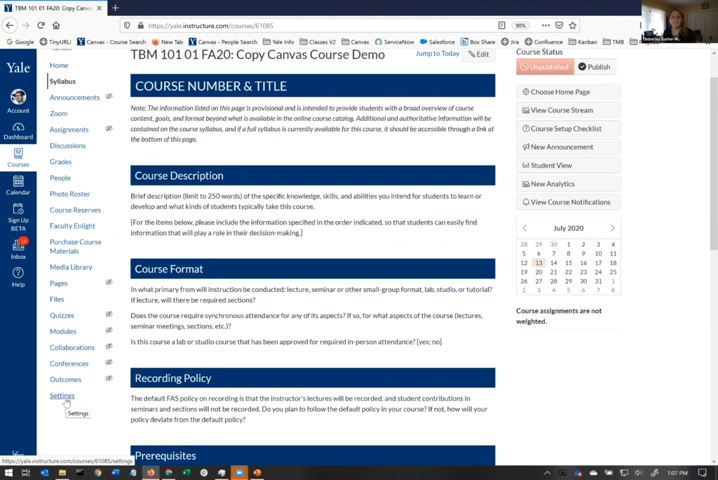 TBM 101 01 FA20: Copy Canvas Co
https://yale.instructure.com/courses/61085
90%
Google
TinyURL
Canvas - Course Search
New Tab
Canvas - People Search
Yale Info
Classes V2
Canvas
ServiceNow
Salesforce
Box Share
Jira
Confluence
Kanban
TMB
Blackboard
Yale
Account
Dashboard
Courses
Calendar
Sign Up
BETA
Inbox
Help
Home
Syllabus
Announcements
Zoom
Assignments
Discussions
Grades
People
Photo Roster
Course Reserves
Faculty Enlight
Purchase Course
Materials
Media Library
Pages
Files
Quizzes
Modules
Collaborations
Conferences
Outcomes
Settings
Settings
https://yale.instructure.com/courses/61085/settings
TBM 101 01 FA20: Copy Canvas Course Demo
Jump to Today
Edit
COURSE NUMBER & TITLE
Note: The information listed on this page is provisional and is intended to provide students with a broad overview of course
content, goals, and format beyond what is available in the online course catalog. Additional and authoritative information will be
contained on the course syllabus, and if a full syllabus is currently available for this course, it should be accessible through a link at
the bottom of this page.
Course Description
Brief description (limit to 250 words) of the specific knowledge, skills, and abilities you intend for students to learn or
develop and what kinds of students typically take this course.
[For the items below, please include the information specified in the order indicated, so that students can easily find
information that will play a role in their decision-making.]
Course Format
In what primary from will instruction be conducted: lecture, seminar or other small-group format, lab, studio, or tutorial?
If lecture, will there be required sections?
Does the course require synchronous attendance for any of its aspects? If so, for what aspects of the course (lectures,
seminar meetings, sections, etc.)?
Is this course a lab or studio course that has been approved for required in-person attendance? [yes; no]
Recording Policy
The default FAS policy on recording is that the instructor's lectures will be recorded, and student contributions in
seminars and sections will not be recorded. Do you plan to follow the default policy in your course? If not, how will your
policy deviate from the default policy?
Prerequisites
Course Status
Unpublished
Publish
Choose Home Page
View Course Stream
Course Setup Checklist
New Announcement
Student View
New Analytics
View Course Notifications
July 2020
28 29 30 1 2 3 4
5 6 7 8 9 10 11
12 13 14 15 16 17 18
19 20 21 22 23 24 25
26 27 28 29 30 31 1
2 3 4 5 6 7 8
Course assignments are not
weighted.
1:07 PM